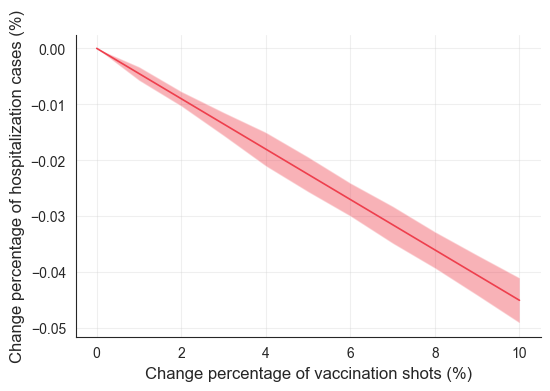 Change percentage of hospitalization cases (%)
0.00
−0.01
−0.02
−0.03
−0.04
−0.05
0 2 4 6 8 10
Change percentage of vaccination shots (%)